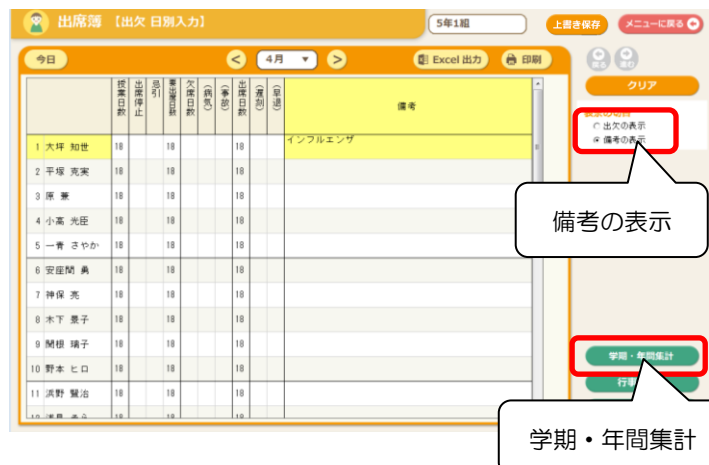 出席簿 【出欠 日別入力】
5年1組
上書き保存
メニューに戻る
今日
<
4月
▼
>
Excel 出力
印刷
戻る
進む
クリア
授業日数
出席停止
忌引
要出席日数
欠席日数
（病気）
（事故）
出席日数
（遅刻）
（早退）
備考
出欠の表示
備考の表示
1 大坪 知世 18 18 18 インフルエンザ
2 平塚 克実 18 18 18
3 原 兼 18 18 18
4 小高 光臣 18 18 18
5 一青 さやか 18 18 18
6 安座間 勇 18 18 18
7 神保 亮 18 18 18
8 木下 景子 18 18 18
9 関根 瑞子 18 18 18
10 野本 ヒロ 18 18 18
11 浜野 賢治 18 18 18
備考の表示
学期・年間集計
行事
学期・年間集計